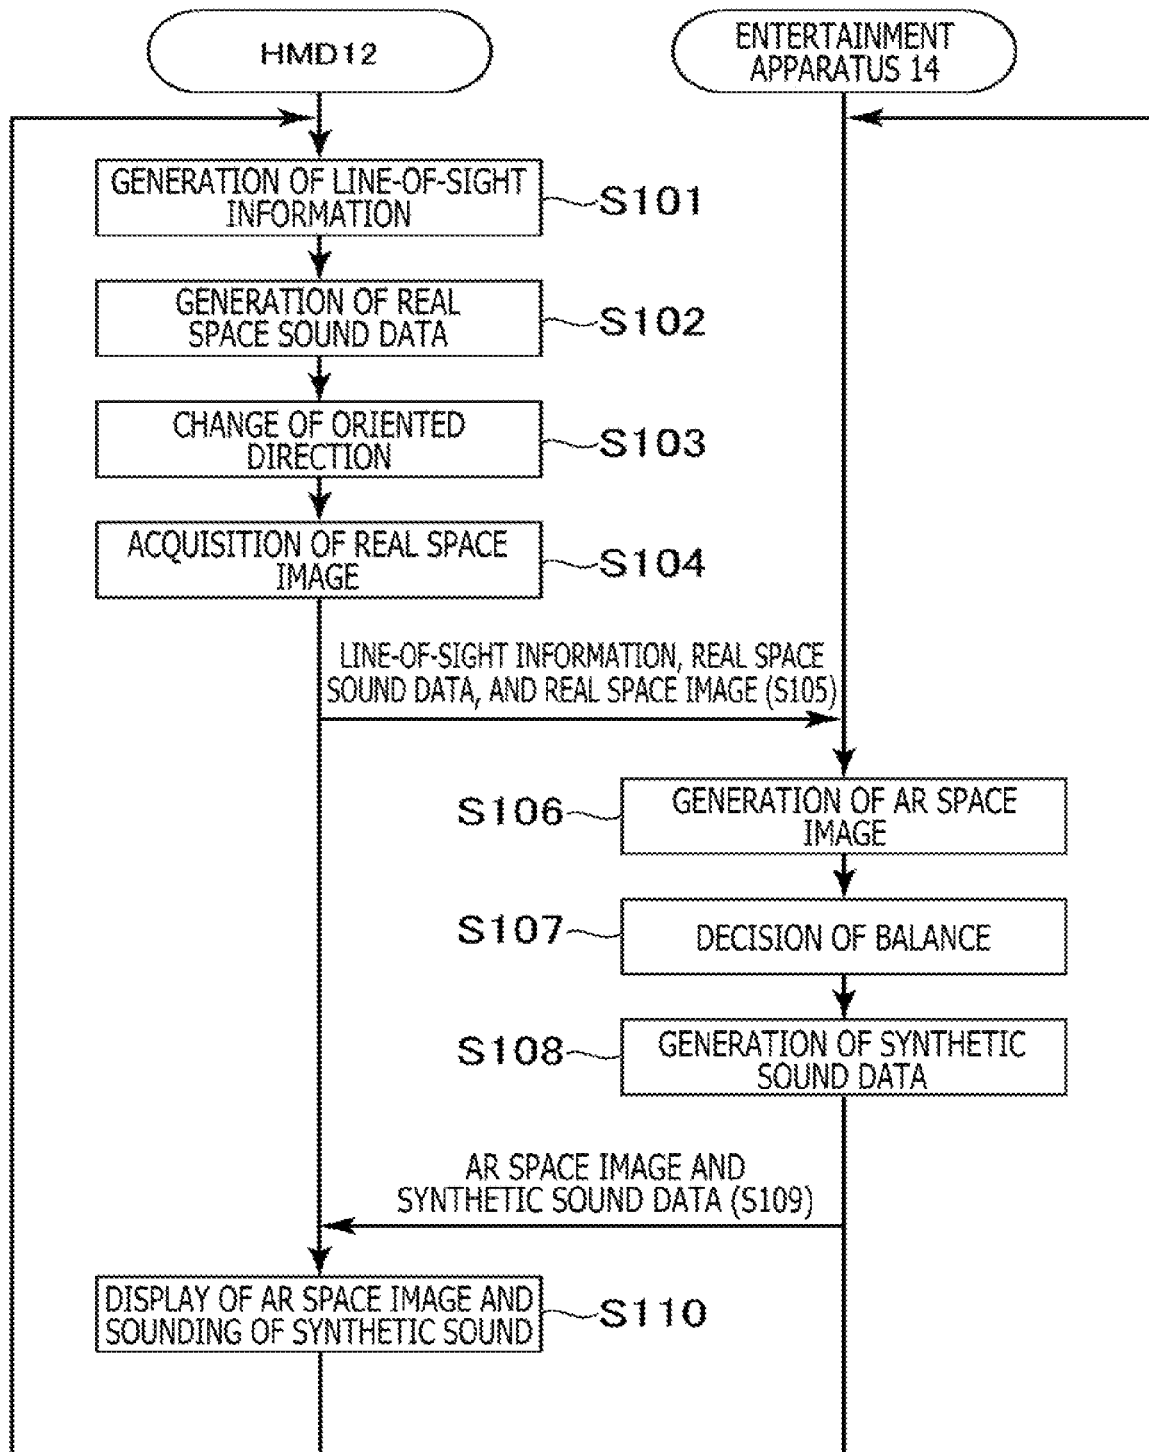 HMD12
ENTERTAINMENT
APPARATUS 14
GENERATION OF LINE-OF-SIGHT
INFORMATION
S101
GENERATION OF REAL
SPACE SOUND DATA
S102
CHANGE OF ORIENTED
DIRECTION
S103
ACQUISITION OF REAL SPACE
IMAGE
S104
LINE-OF-SIGHT INFORMATION, REAL SPACE
SOUND DATA, AND REAL SPACE IMAGE (S105)
S106
GENERATION OF AR SPACE
IMAGE
S107
DECISION OF BALANCE
S108
GENERATION OF SYNTHETIC
SOUND DATA
AR SPACE IMAGE AND
SYNTHETIC SOUND DATA (S109)
DISPLAY OF AR SPACE IMAGE AND
SOUNDING OF SYNTHETIC SOUND
S110